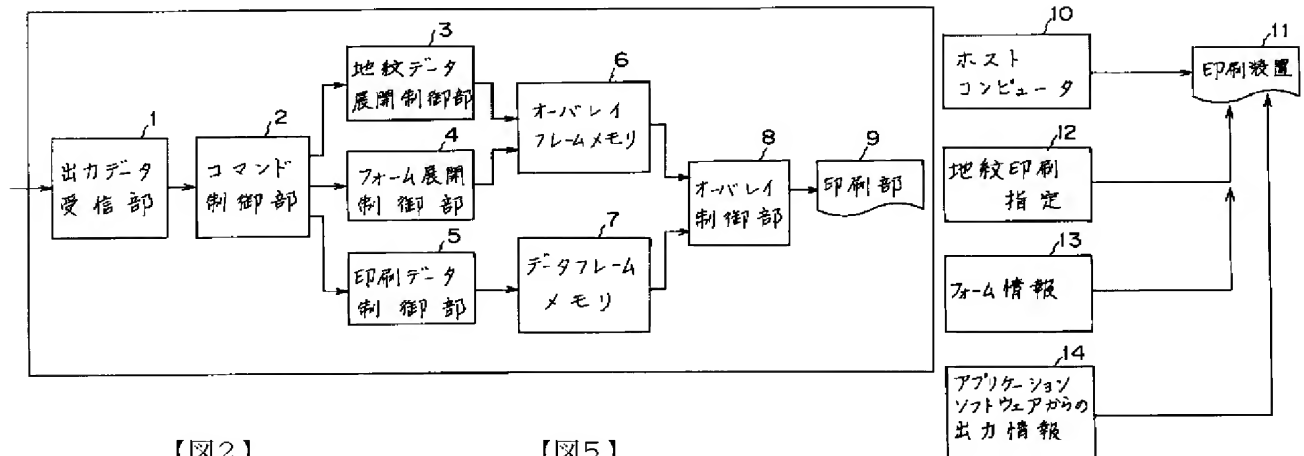 1
出力データ
受信部
2
コマンド
制御部
3
地紋データ
展開制御部
4
フォーム展開
制御部
5
印刷データ
制御部
6
オーバレイ
フレームメモリ
7
データフレーム
メモリ
8
オーバレイ
制御部
9
印刷部
10
ホスト
コンピュータ
11
印刷装置
12
地紋印刷
指定
13
フォーム情報
14
アプリケーション
ソフトウェアからの
出力情報
【図2】
【図5】